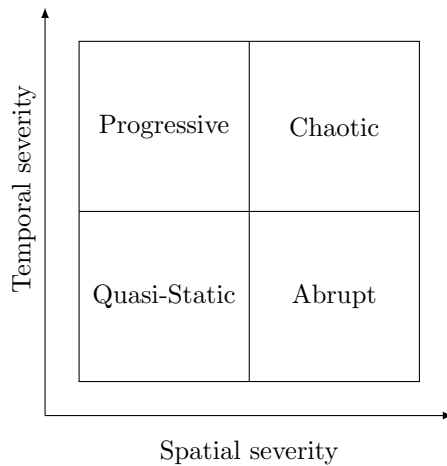 Temporal severity
Progressive
Chaotic
Quasi-Static
Abrupt
Spatial severity